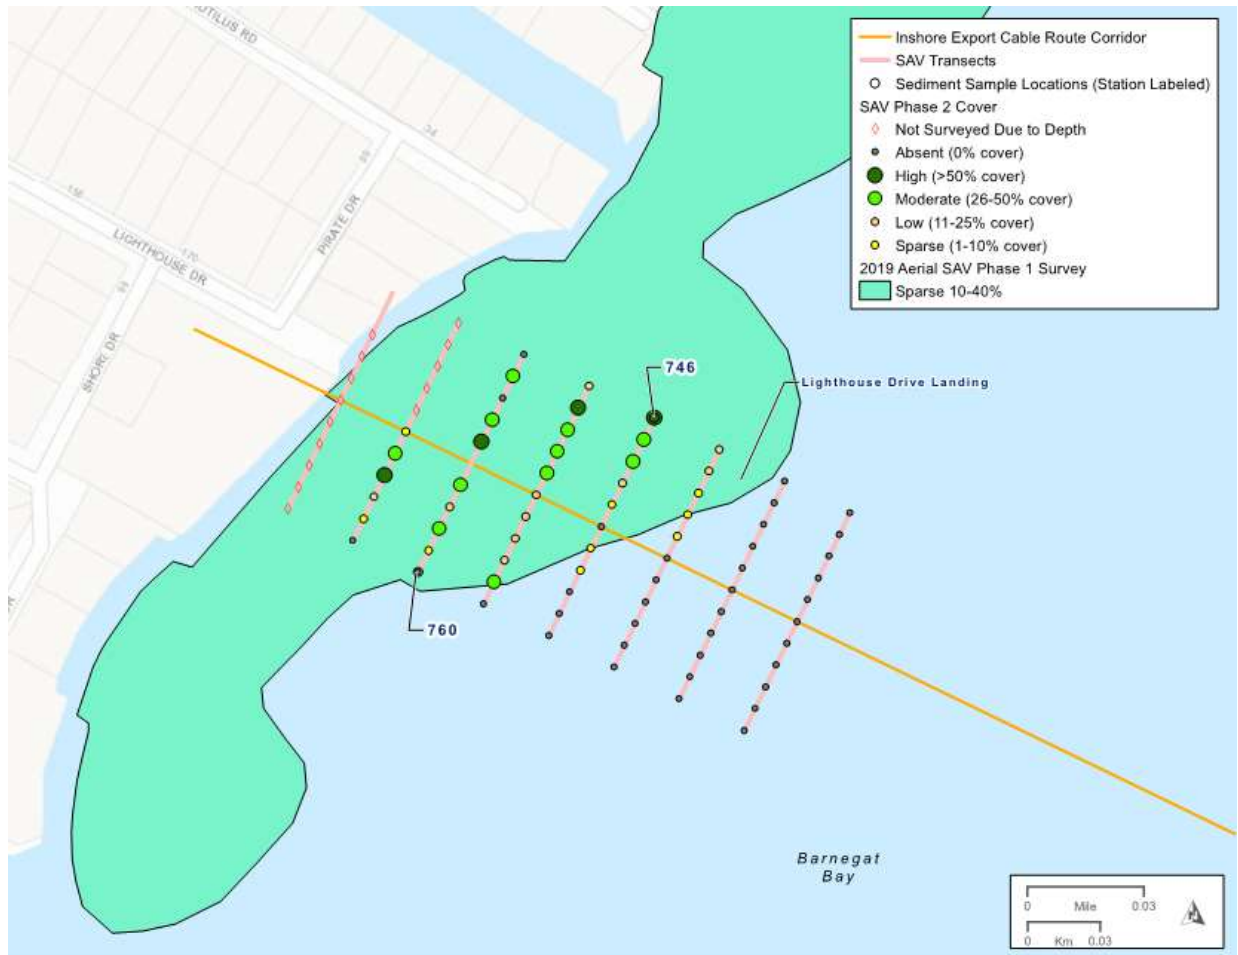 Inshore Export Cable Route Corridor
SAV Transects
Sediment Sample Locations (Station Labeled)
SAV Phase 2 Cover
Not Surveyed Due to Depth
Absent (0% cover)
High (>50% cover)
Moderate (26-50% cover)
Low (11-25% cover)
Sparse (1-10% cover)
2019 Aerial SAV Phase 1 Survey
Sparse 10-40%
RD
LIGHTHOUSE DR
PIRATE DR
SHORE DR
746
Lighthouse Drive Landing
760
Barnegat
Bay
0 Mile 0.03
0 Km 0.03
N